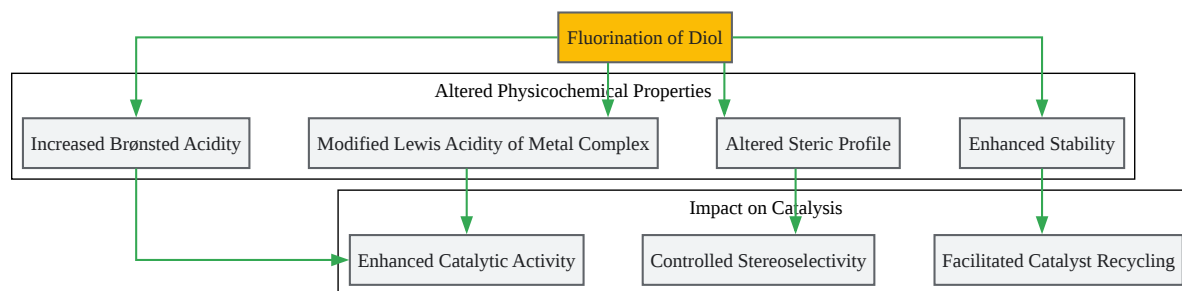 Fluorination of Diol
Altered Physicochemical Properties
Increased Brønsted Acidity
Modified Lewis Acidity of Metal Complex
Altered Steric Profile
Enhanced Stability
Impact on Catalysis
Enhanced Catalytic Activity
Controlled Stereoselectivity
Facilitated Catalyst Recycling